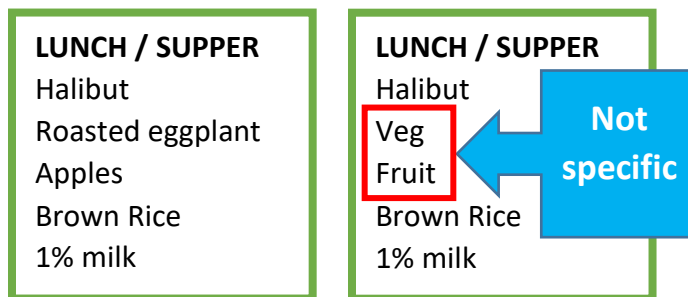 LUNCH / SUPPER
Halibut
Roasted eggplant
Apples
Brown Rice
1% milk
LUNCH / SUPPER
Halibut
Veg
Fruit
Brown Rice
1% milk
Not
specific